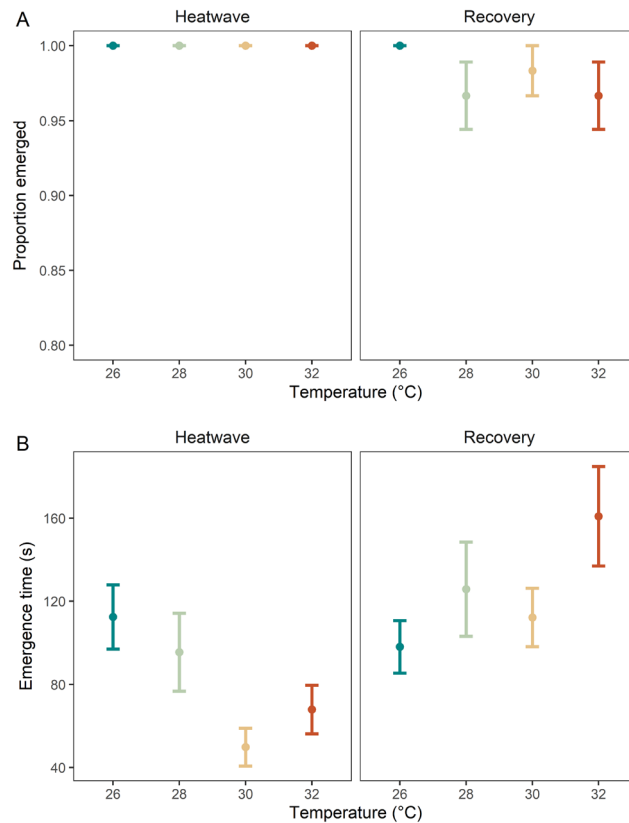 A
Heatwave
Recovery
Proportion emerged
1.00
0.95
0.90
0.85
0.80
26 28 30 32
26 28 30 32
Temperature (°C)
B
Heatwave
Recovery
Emergence time (s)
160
120
80
40
26 28 30 32
26 28 30 32
Temperature (°C)